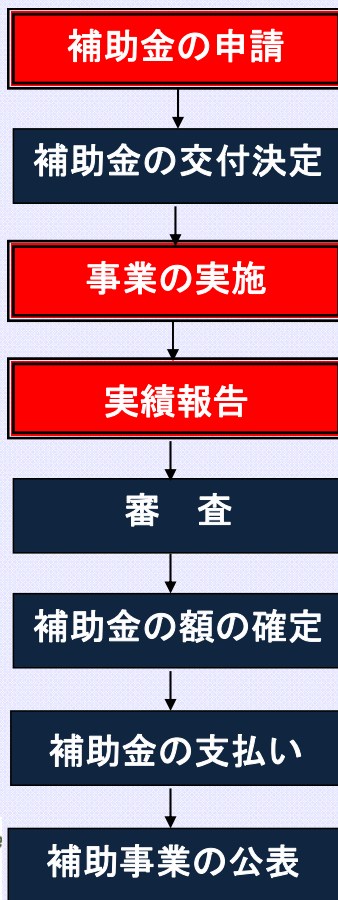 補助金の申請
補助金の交付決定
事業の実施
実績報告
審　査
補助金の額の確定
補助金の支払い
補助事業の公表